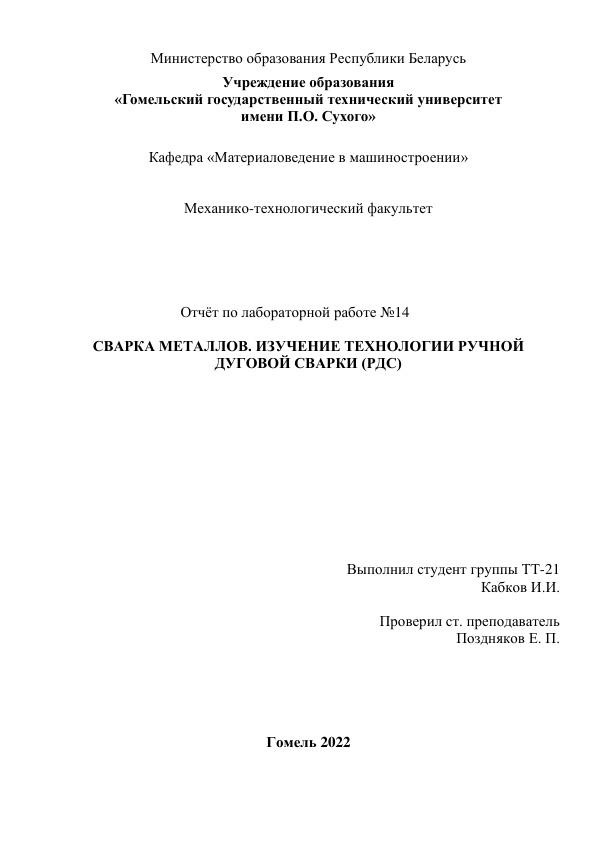 Министерство образования Республики Беларусь
Учреждение образования
«Гомельский государственный технический университет
имени П.О. Сухого»
Кафедра «Материаловедение в машиностроении»
Механико-технологический факультет
Отчёт по лабораторной работе №14
СВАРКА МЕТАЛЛОВ. ИЗУЧЕНИЕ ТЕХНОЛОГИИ РУЧНОЙ
ДУГОВОЙ СВАРКИ (РДС)
Выполнил студент группы ТТ-21
Кабков И.И.
Проверил ст. преподаватель
Поздняков Е. П.
Гомель 2022